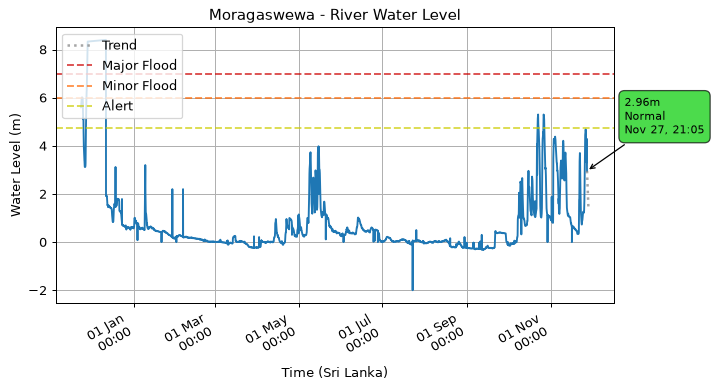 Moragaswewa - River Water Level
Trend
Major Flood
Minor Flood
Alert
2.96m
Normal
Nov 27, 21:05
Water Level (m)
8
6
4
2
0
−2
01 Jan
00:00
01 Mar
00:00
01 May
00:00
01 Jul
00:00
01 Sep
00:00
01 Nov
00:00
Time (Sri Lanka)